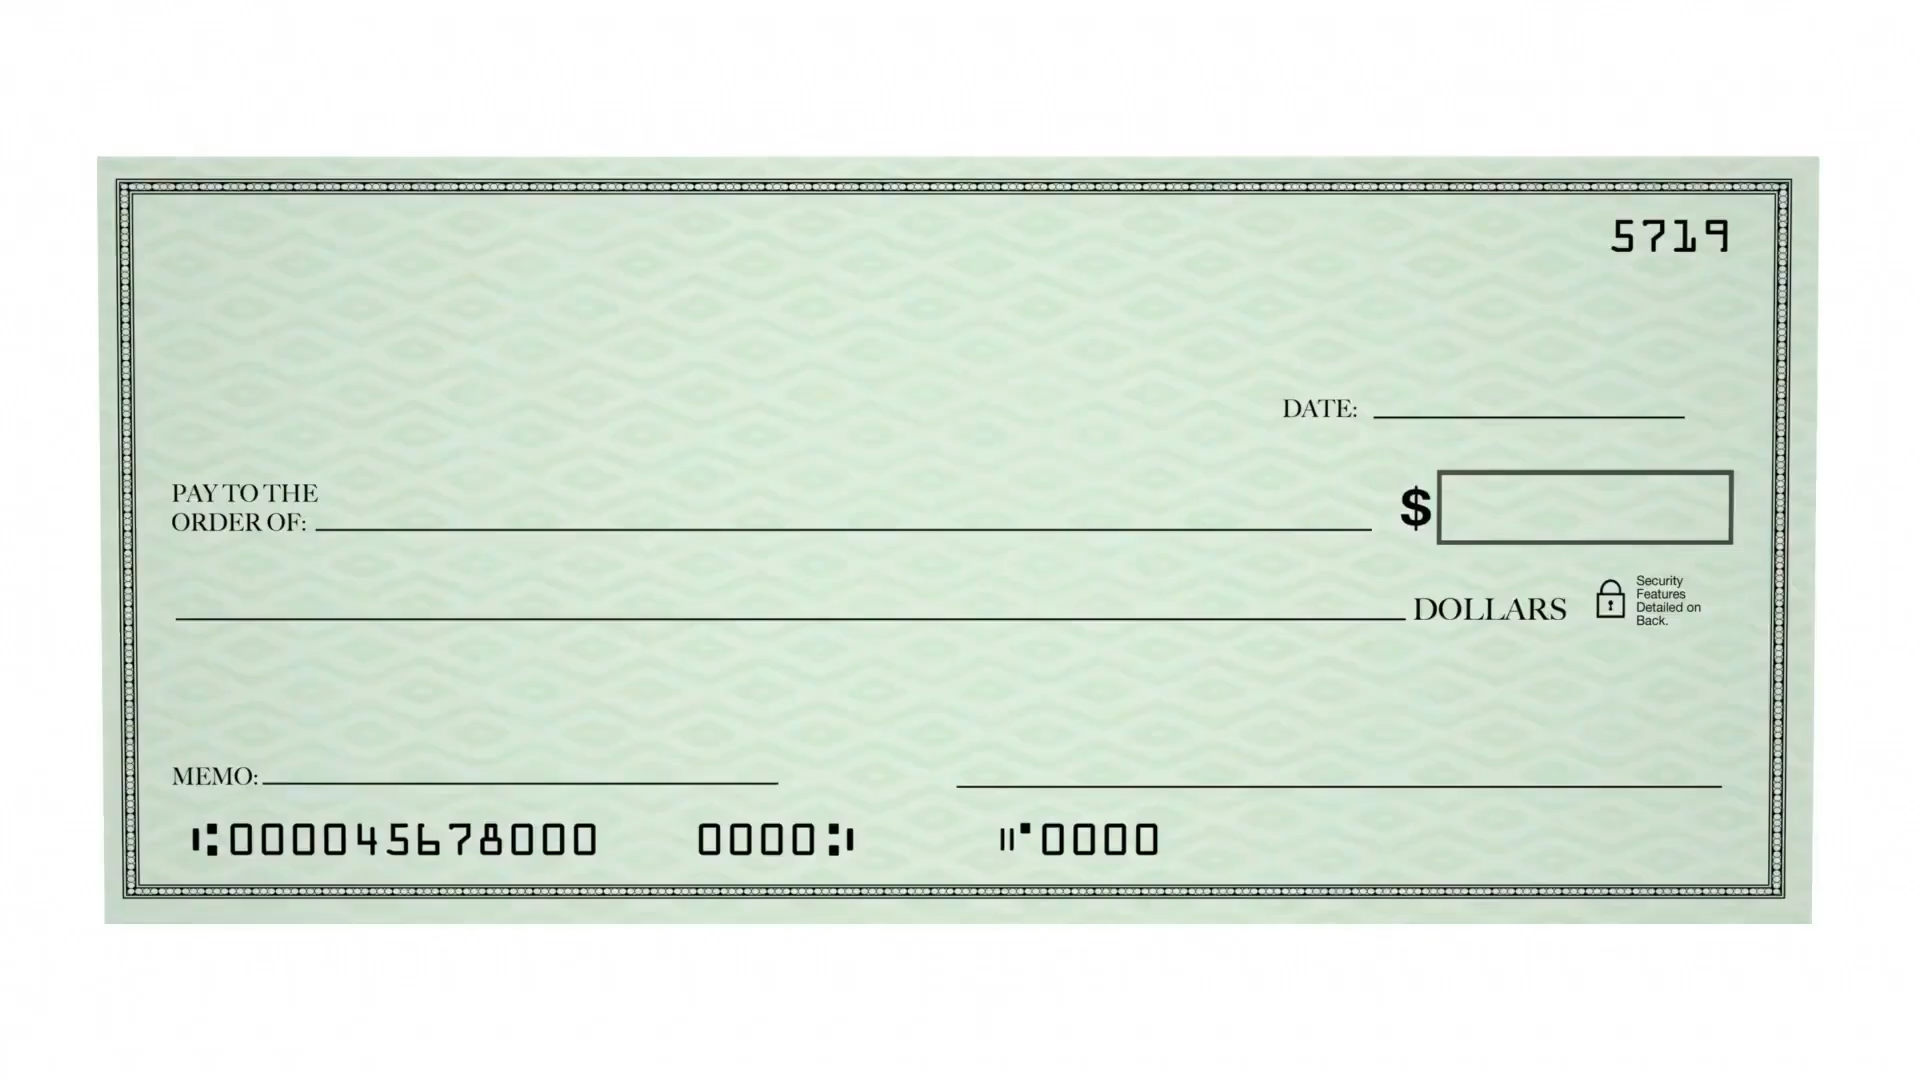 5719
DATE:
PAY TO THE
ORDER OF:
$
DOLLARS
Security
Features
Detailed on
Back.
MEMO:
⑆000045678000 0000⑆ ⑈0000